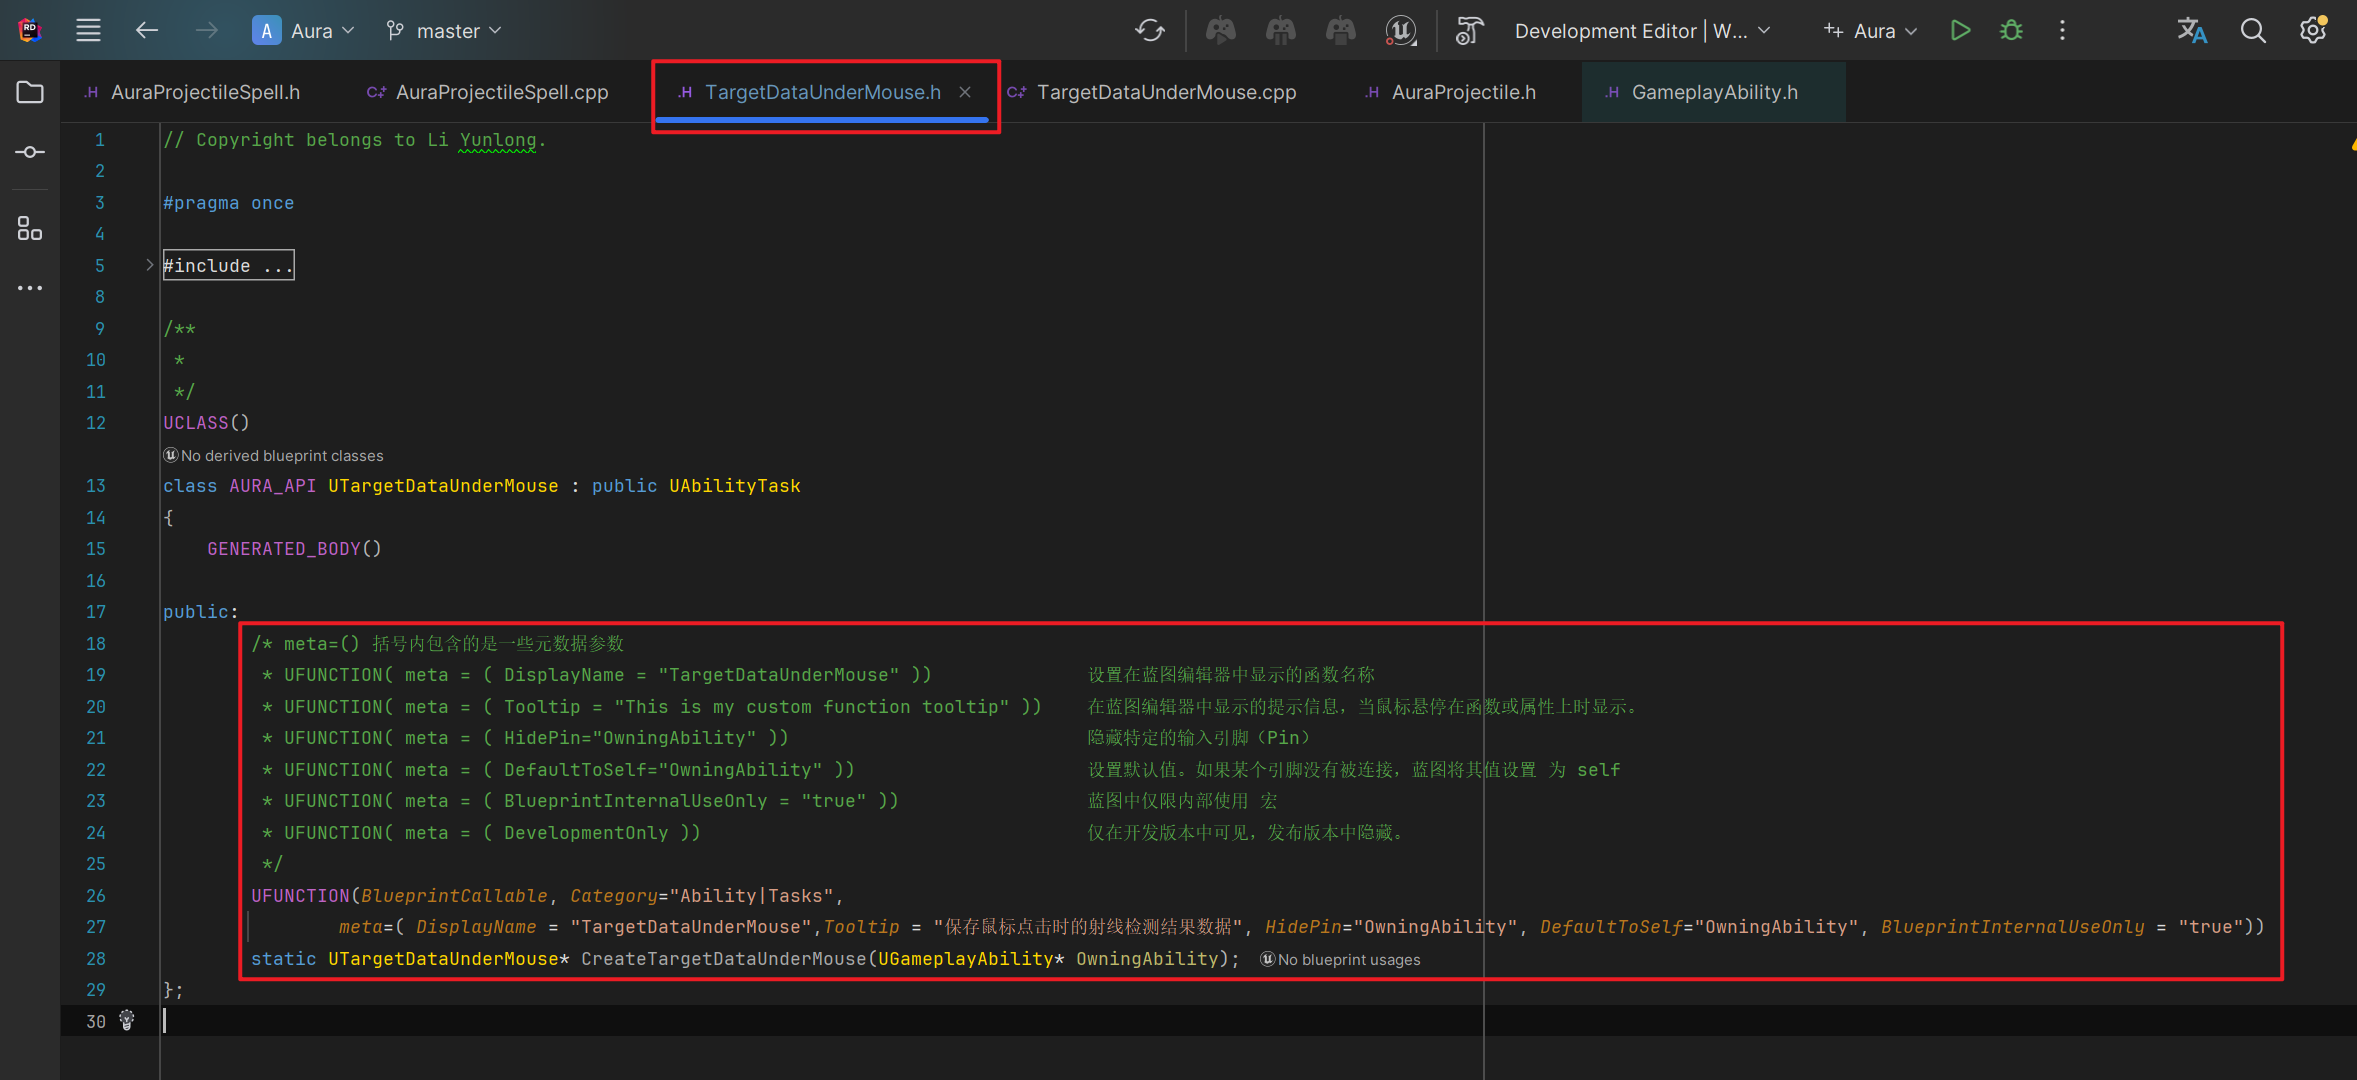 Aura
master
Development Editor | W...
Aura
AuraProjectileSpell.h
AuraProjectileSpell.cpp
TargetDataUnderMouse.h
TargetDataUnderMouse.cpp
AuraProjectile.h
GameplayAbility.h
1 // Copyright belongs to Li Yunlong.
2
3 #pragma once
4
5 #include ...
8
9 /**
10 *
11 */
12 UCLASS()
No derived blueprint classes
13 class AURA_API UTargetDataUnderMouse : public UAbilityTask
14 {
15 GENERATED_BODY()
16
17 public:
18 /* meta=() 括号内包含的是一些元数据参数
19 * UFUNCTION( meta = ( DisplayName = "TargetDataUnderMouse" )) 设置在蓝图编辑器中显示的函数名称
20 * UFUNCTION( meta = ( Tooltip = "This is my custom function tooltip" )) 在蓝图编辑器中显示的提示信息，当鼠标悬停在函数或属性上时显示。
21 * UFUNCTION( meta = ( HidePin="OwningAbility" )) 隐藏特定的输入引脚（Pin）
22 * UFUNCTION( meta = ( DefaultToSelf="OwningAbility" )) 设置默认值。如果某个引脚没有被连接，蓝图将其值设置 为 self
23 * UFUNCTION( meta = ( BlueprintInternalUseOnly = "true" )) 蓝图中仅限内部使用 宏
24 * UFUNCTION( meta = ( DevelopmentOnly )) 仅在开发版本中可见，发布版本中隐藏。
25 */
26 UFUNCTION(BlueprintCallable, Category="Ability|Tasks",
27 meta=( DisplayName = "TargetDataUnderMouse",Tooltip = "保存鼠标点击时的射线检测结果数据", HidePin="OwningAbility", DefaultToSelf="OwningAbility", BlueprintInternalUseOnly = "true"))
28 static UTargetDataUnderMouse* CreateTargetDataUnderMouse(UGameplayAbility* OwningAbility); No blueprint usages
29 };
30